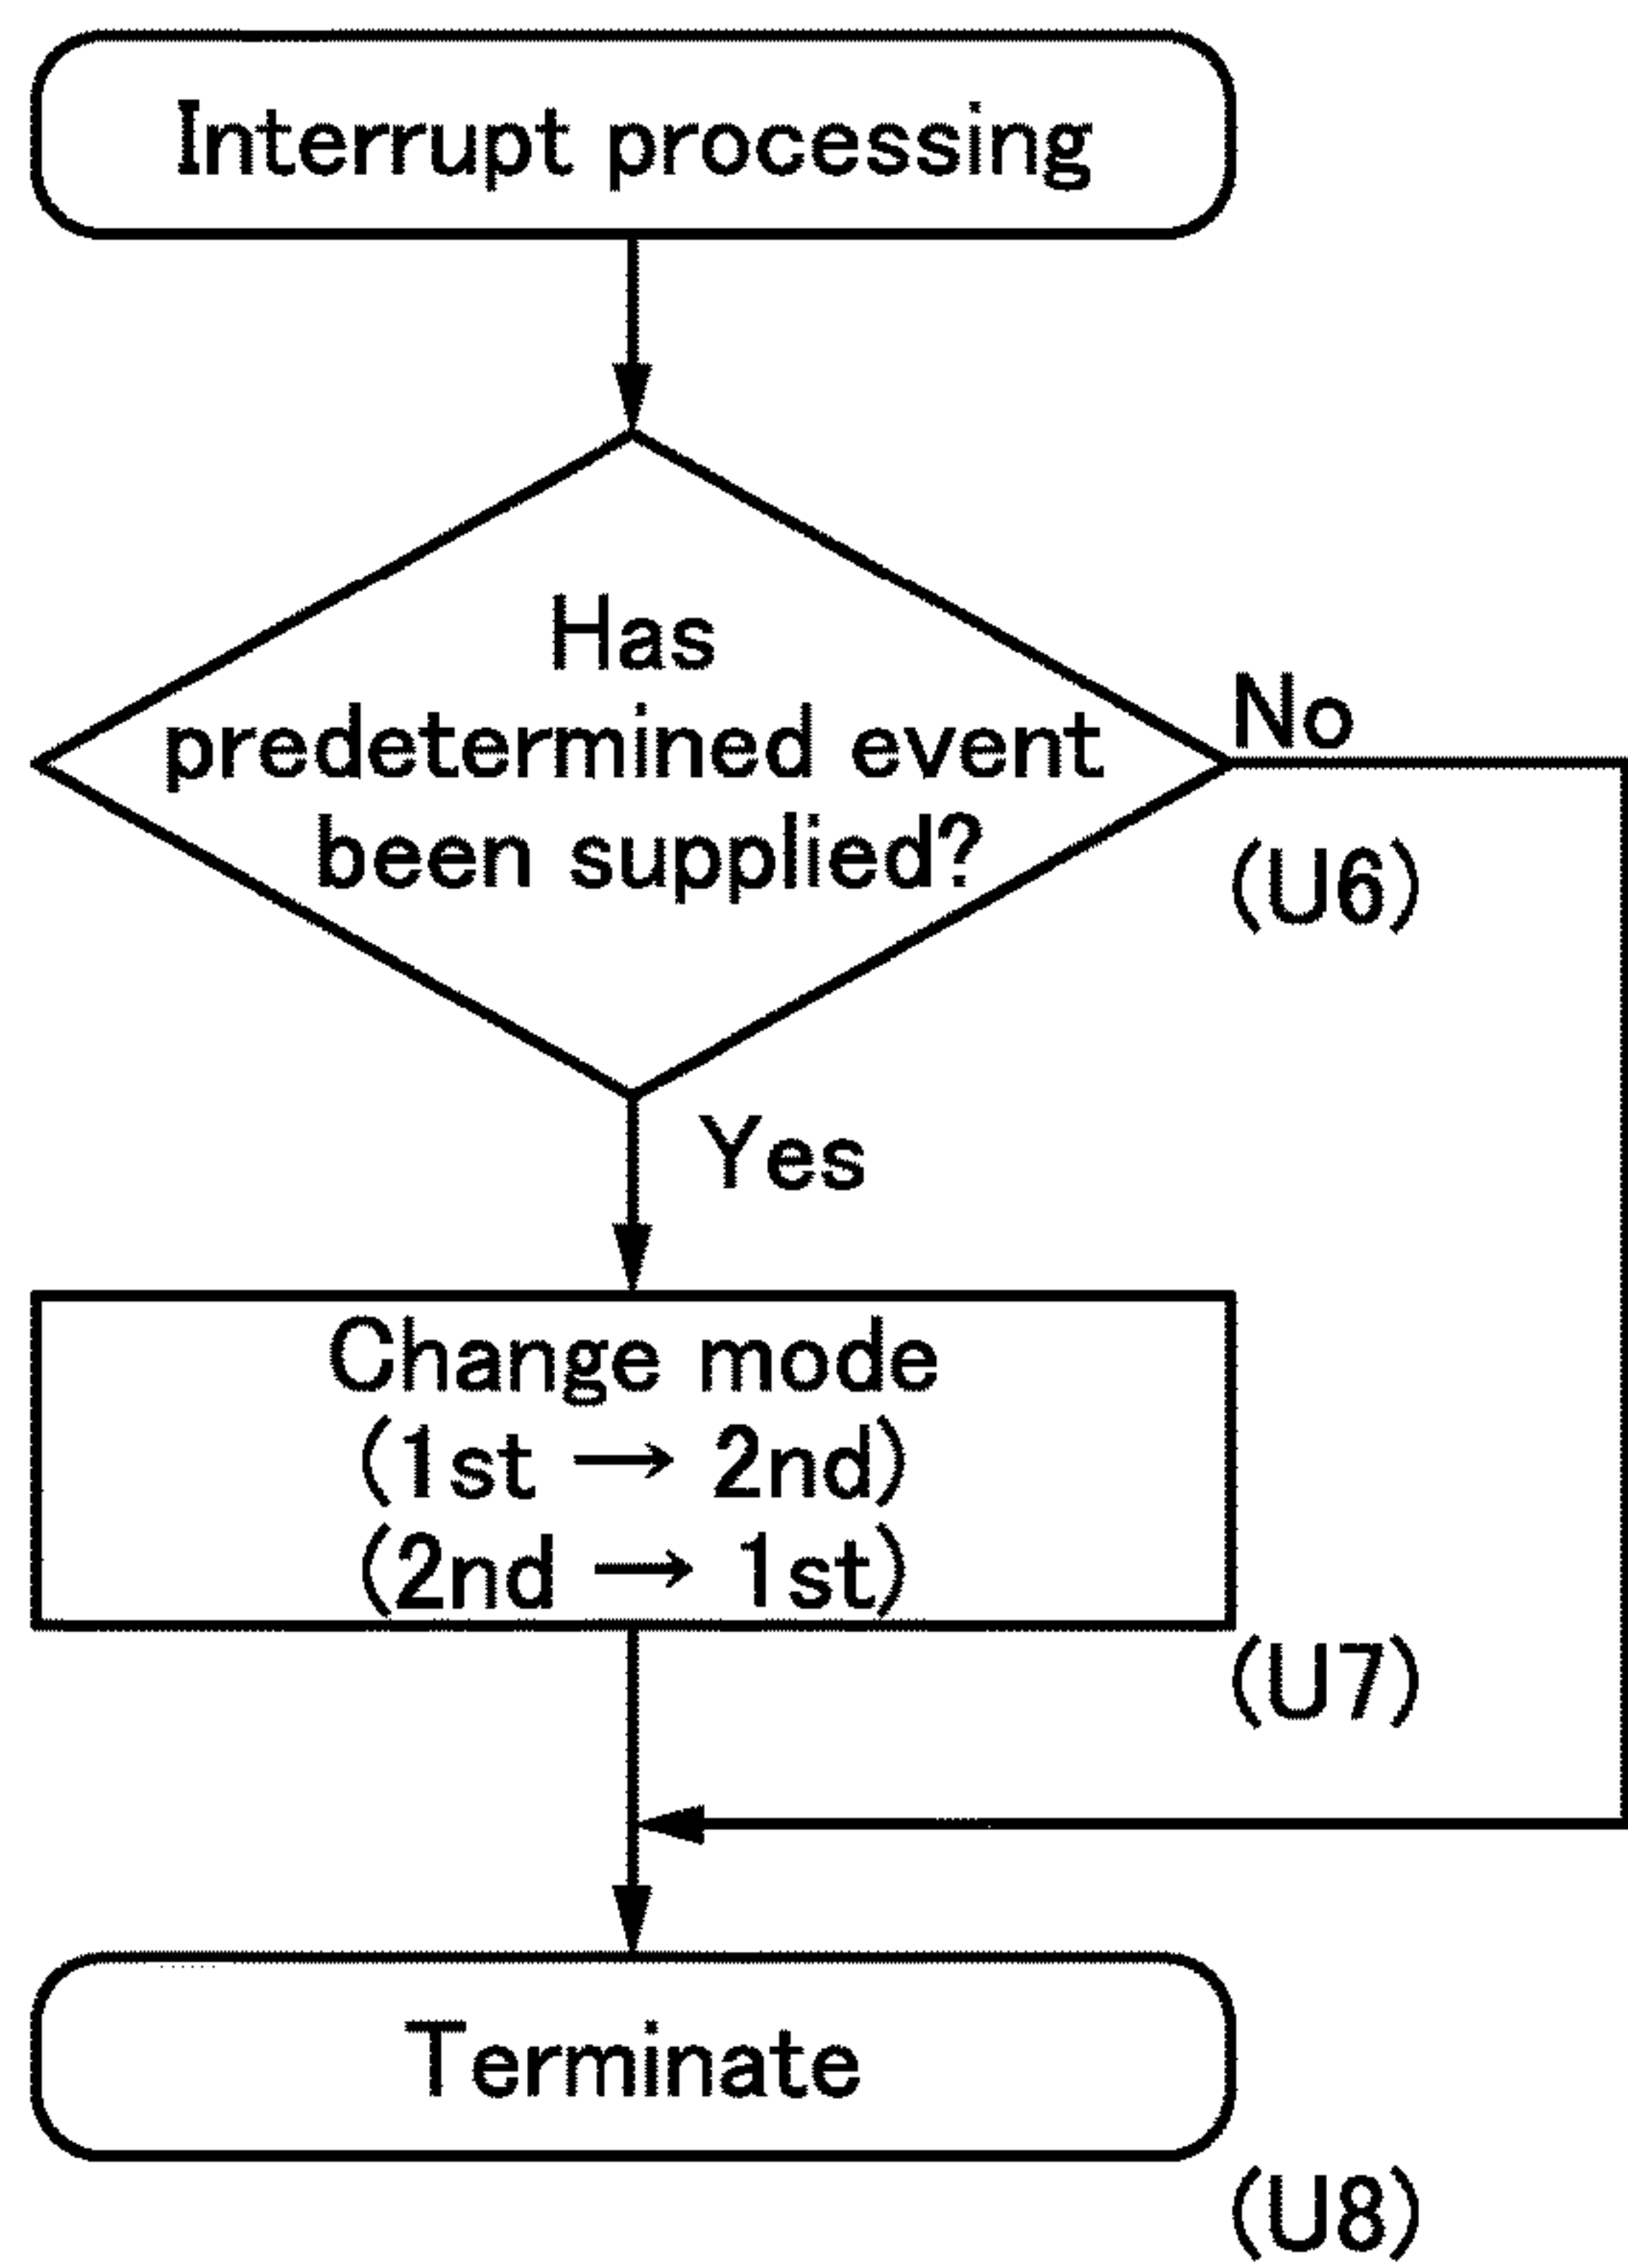 Interrupt processing
Has
predetermined event
been supplied?
No
(U6)
Yes
Change mode
(1st → 2nd)
(2nd → 1st)
(U7)
Terminate
(U8)